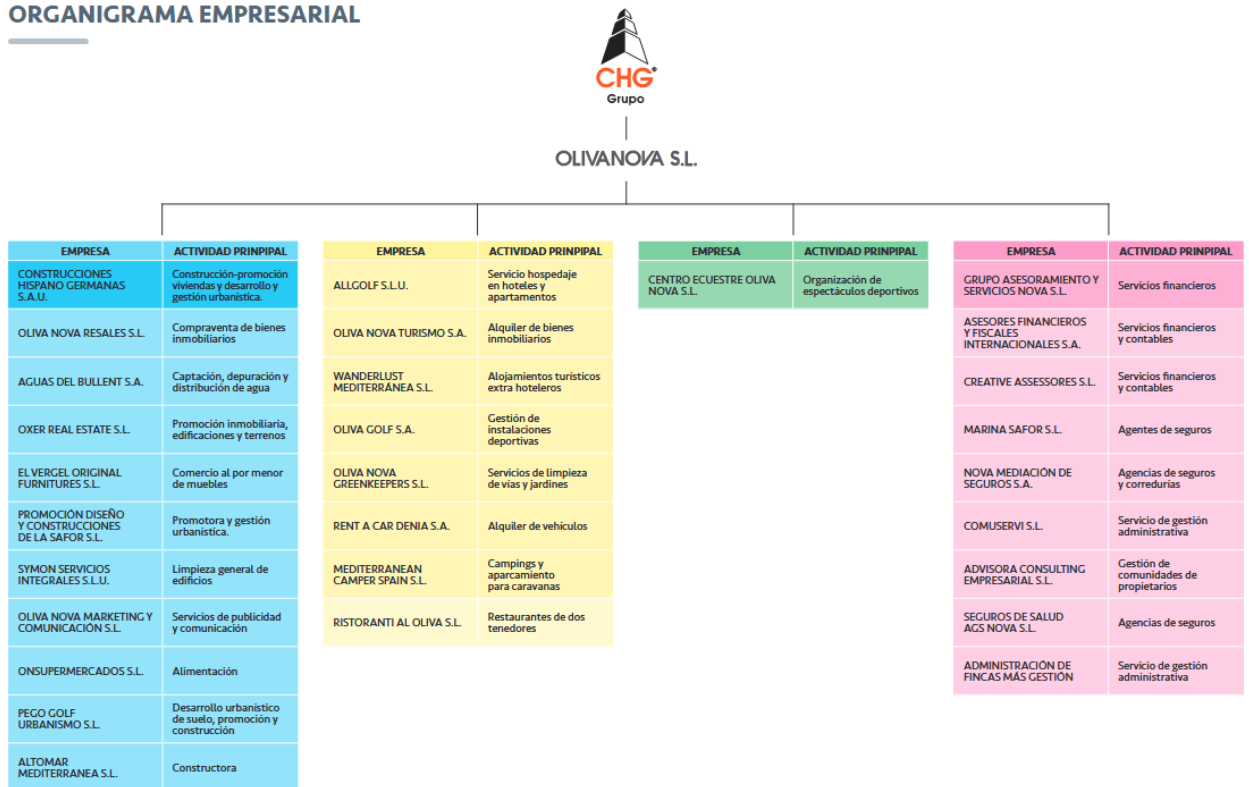 ORGANIGRAMA EMPRESARIAL
CHG®
Grupo
OLIVANOVA S.L.
EMPRESA ACTIVIDAD PRINPIPAL
CONSTRUCCIONES
HISPANO GERMANAS
S.A.U.
Construcción-promoción
viviendas y desarrollo y
gestión urbanística.
OLIVA NOVA RESALES S.L.
Compraventa de bienes
inmobiliarios
AGUAS DEL BULLENT S.A.
Captación, depuración y
distribución de agua
OXER REAL ESTATE S.L.
Promoción inmobiliaria,
edificaciones y terrenos
EL VERGEL ORIGINAL
FURNITURES S.L.
Comercio al por menor
de muebles
PROMOCIÓN DISEÑO
Y CONSTRUCCIONES
DE LA SAFOR S.L.
Promotora y gestión
urbanística.
SYMON SERVICIOS
INTEGRALES S.L.U.
Limpieza general de
edificios
OLIVA NOVA MARKETING Y
COMUNICACIÓN S.L.
Servicios de publicidad
y comunicación
ONSUPERMERCADOS S.L.
Alimentación
PEGO GOLF
URBANISMO S.L.
Desarrollo urbanístico
de suelo, promoción y
construcción
ALTOMAR
MEDITERRANEA S.L.
Constructora
EMPRESA ACTIVIDAD PRINPIPAL
ALLGOLF S.L.U.
Servicio hospedaje
en hoteles y
apartamentos
OLIVA NOVA TURISMO S.A.
Alquiler de bienes
inmobiliarios
WANDERLUST
MEDITERRÁNEA S.L.
Alojamientos turísticos
extra hoteleros
OLIVA GOLF S.A.
Gestión de
instalaciones
deportivas
OLIVA NOVA
GREENKEEPERS S.L.
Servicios de limpieza
de vías y jardines
RENT A CAR DENIA S.A.
Alquiler de vehículos
MEDITERRANEAN
CAMPER SPAIN S.L.
Campings y
aparcamiento
para caravanas
RISTORANTI AL OLIVA S.L.
Restaurantes de dos
tenedores
EMPRESA ACTIVIDAD PRINPIPAL
CENTRO ECUESTRE OLIVA
NOVA S.L.
Organización de
espectáculos deportivos
EMPRESA ACTIVIDAD PRINPIPAL
GRUPO ASESORAMIENTO Y
SERVICIOS NOVA S.L.
Servicios financieros
ASESORES FINANCIEROS
Y FISCALES
INTERNACIONALES S.A.
Servicios financieros
y contables
CREATIVE ASSESSORES S.L.
Servicios financieros
y contables
MARINA SAFOR S.L.
Agentes de seguros
NOVA MEDIACIÓN DE
SEGUROS S.A.
Agencias de seguros
y corredurías
COMUSERVI S.L.
Servicio de gestión
administrativa
ADVISORA CONSULTING
EMPRESARIAL S.L.
Gestión de
comunidades de
propietarios
SEGUROS DE SALUD
AGS NOVA S.L.
Agencias de seguros
ADMINISTRACIÓN DE
FINCAS MÁS GESTIÓN
Servicio de gestión
administrativa